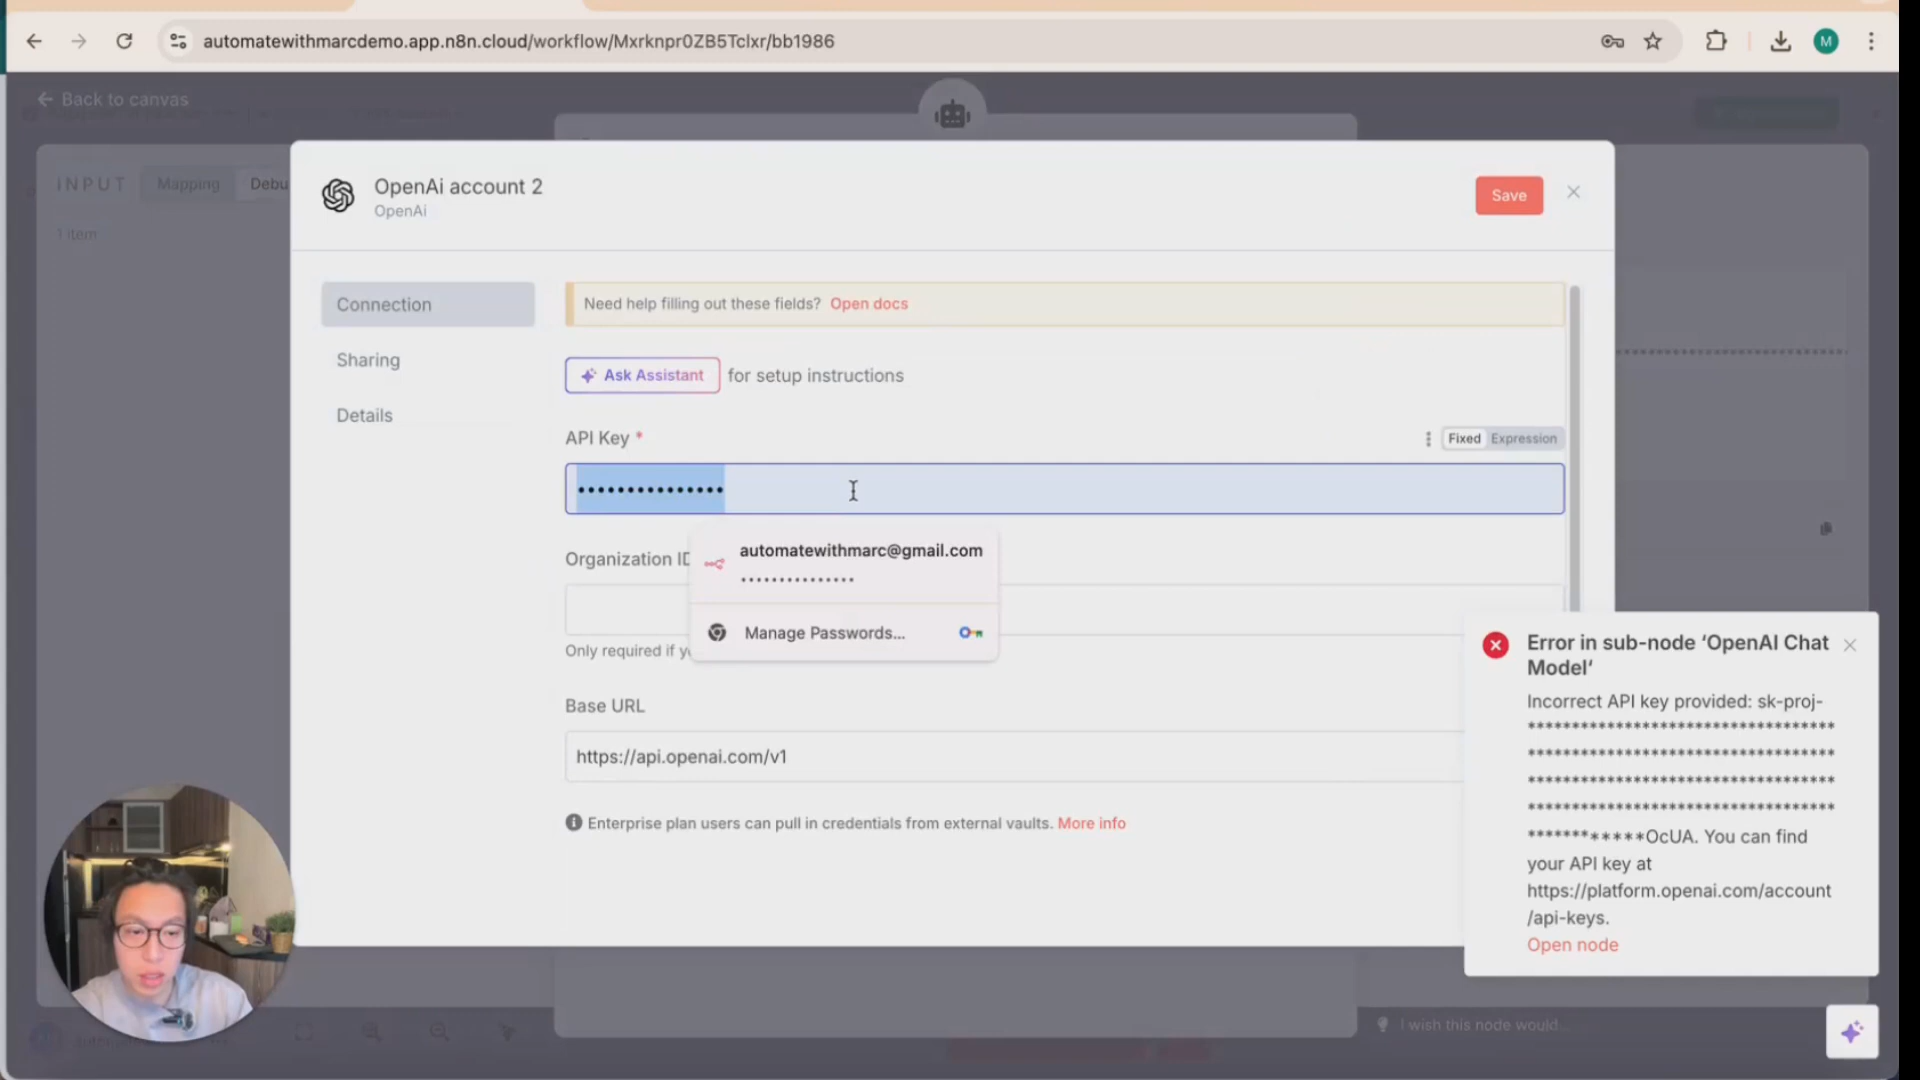 automatewithmarcdemo.app.n8n.cloud/workflow/Mxrknpr0ZB5Tclxr/bb1986
M
Back to canvas
INPUT
Mapping
Debu
1 item
OpenAi account 2
OpenAi
Save
Connection
Sharing
Details
Need help filling out these fields? Open docs
Ask Assistant for setup instructions
API Key *
Fixed Expression
•••••••••••••••
automatewithmarc@gmail.com
•••••••••••••••
Manage Passwords...
Organization ID
Only required if y
Base URL
https://api.openai.com/v1
Enterprise plan users can pull in credentials from external vaults. More info
Error in sub-node ‘OpenAI Chat
Model‘
Incorrect API key provided: sk-proj-
***********************************
***********************************
***********************************
***********************************
*************OcUA. You can find
your API key at
https://platform.openai.com/account
/api-keys.
Open node
I wish this node would...